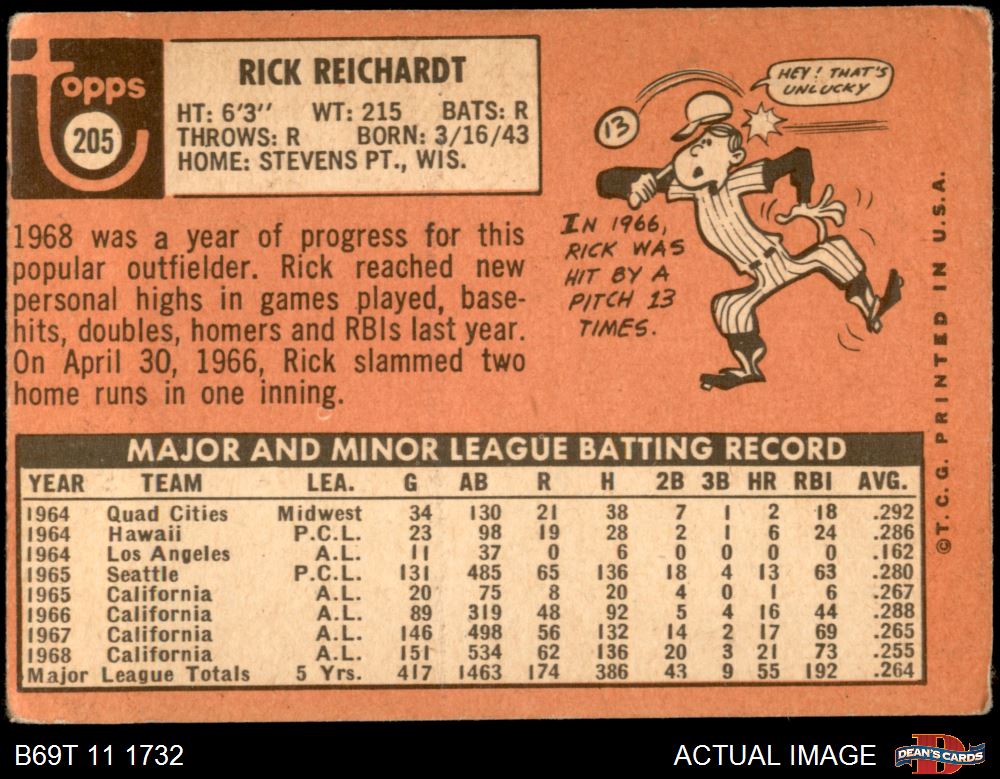 Topps
205
RICK REICHARDT
HT: 6'3" WT: 215 BATS: R
THROWS: R BORN: 3/16/43
HOME: STEVENS PT., WIS.
1968 was a year of progress for this
popular outfielder. Rick reached new
personal highs in games played, base-
hits, doubles, homers and RBIs last year.
On April 30, 1966, Rick slammed two
home runs in one inning.
HEY! THAT'S
UNLUCKY
13
IN 1966,
RICK WAS
HIT BY A
PITCH 13
TIMES.
©T.C.G. PRINTED IN U.S.A.
MAJOR AND MINOR LEAGUE BATTING RECORD
YEAR TEAM LEA. G AB R H 2B 3B HR RBI AVG.
1964 Quad Cities Midwest 34 130 21 38 7 1 2 18 .292
1964 Hawaii P.C.L. 23 98 19 28 2 1 6 24 .286
1964 Los Angeles A.L. 11 37 0 6 0 0 0 0 .162
1965 Seattle P.C.L. 131 485 65 136 18 4 13 63 .280
1965 California A.L. 20 75 8 20 4 0 1 6 .267
1966 California A.L. 89 319 48 92 5 4 16 44 .288
1967 California A.L. 146 498 56 132 14 2 17 69 .265
1968 California A.L. 151 534 62 136 20 3 21 73 .255
Major League Totals 5 Yrs. 417 1463 174 386 43 9 55 192 .264
B69T 11 1732 ACTUAL IMAGE
DEAN'S CARDS